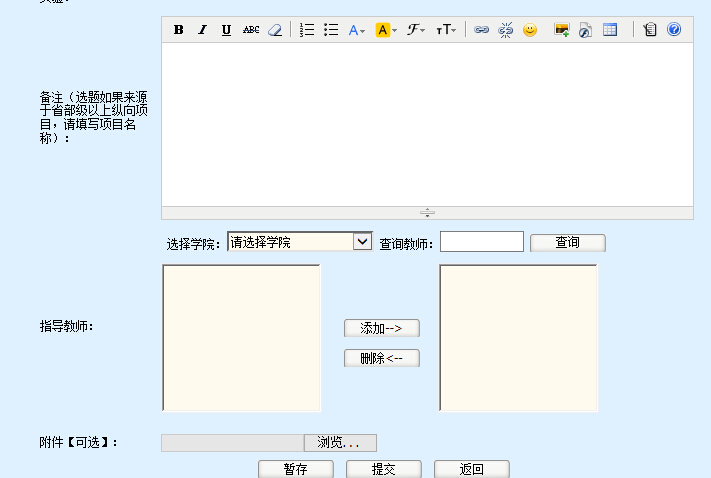 B I U ABC A A F TT
备注（选题如果来源
于省部级以上纵向项
目，请填写项目名
称）：
选择学院： 请选择学院 查询教师： 查询
指导教师：
添加-->
删除<--
附件【可选】： 浏览...
暂存 提交 返回